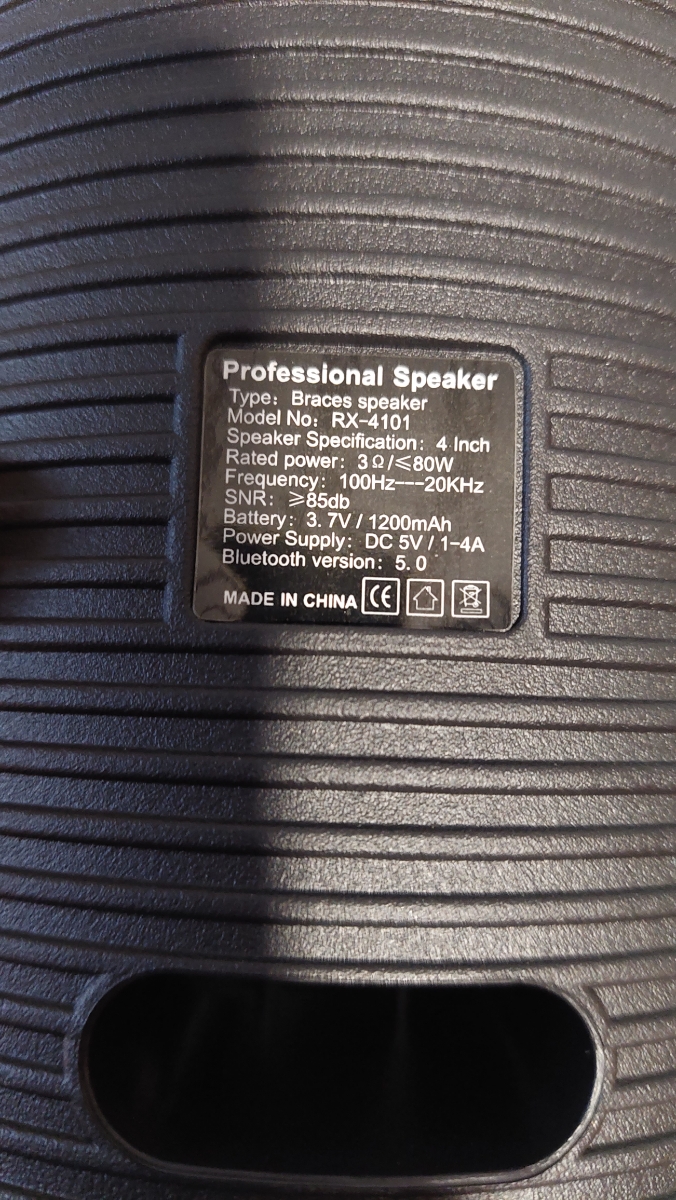 Professional Speaker
Type: Braces speaker
Model No: RX-4101
Speaker Specification: 4 Inch
Rated power: 3Ω/≤80W
Frequency: 100Hz---20KHz
SNR: ≥85db
Battery: 3.7V/1200mAh
Power Supply: DC 5V/1-4A
Bluetooth version: 5.0
MADE IN CHINA CE